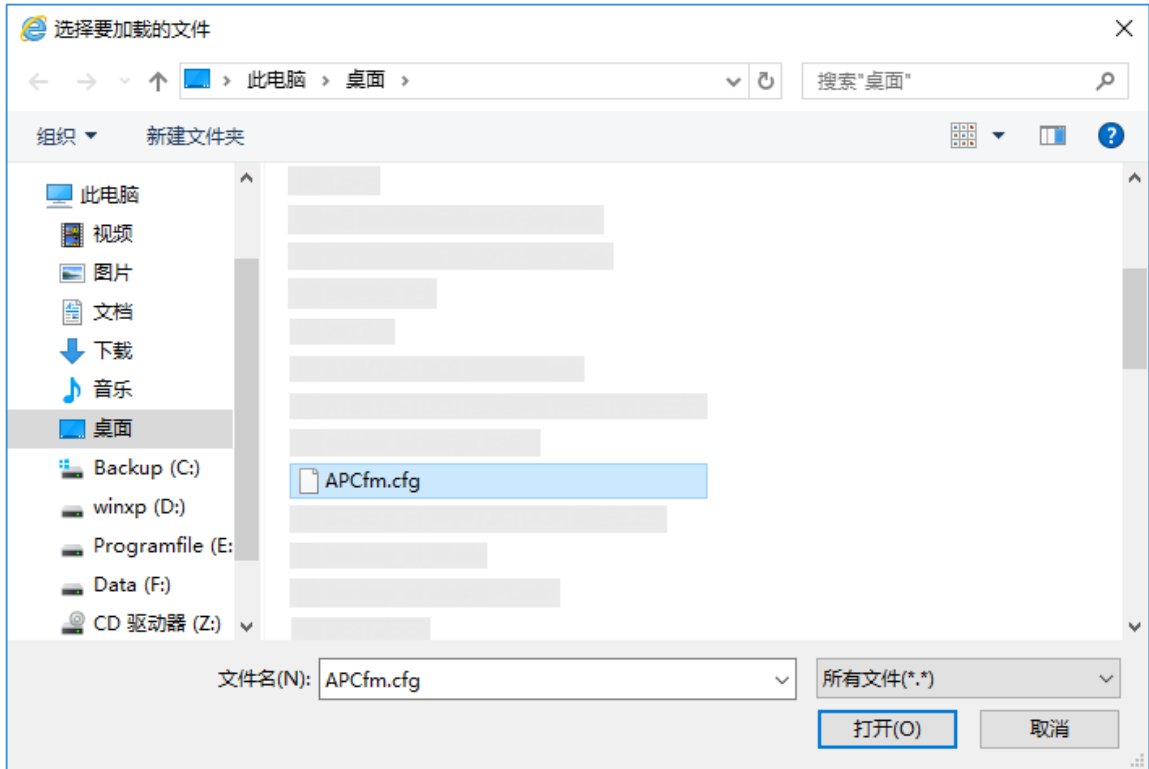 选择要加载的文件
此电脑 › 桌面 ›
搜索"桌面"
组织
新建文件夹
此电脑
视频
图片
文档
下载
音乐
桌面
Backup (C:)
winxp (D:)
Programfile (E:
Data (F:)
CD 驱动器 (Z:)
APCfm.cfg
文件名(N):
APCfm.cfg
所有文件(*.*)
打开(O)
取消